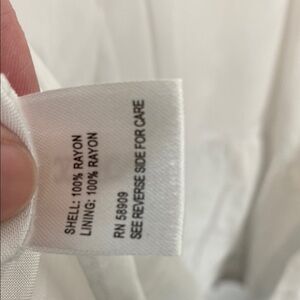 SHELL: 100% RAYON
LINING: 100% RAYON
RN 58909
SEE REVERSE SIDE FOR CARE